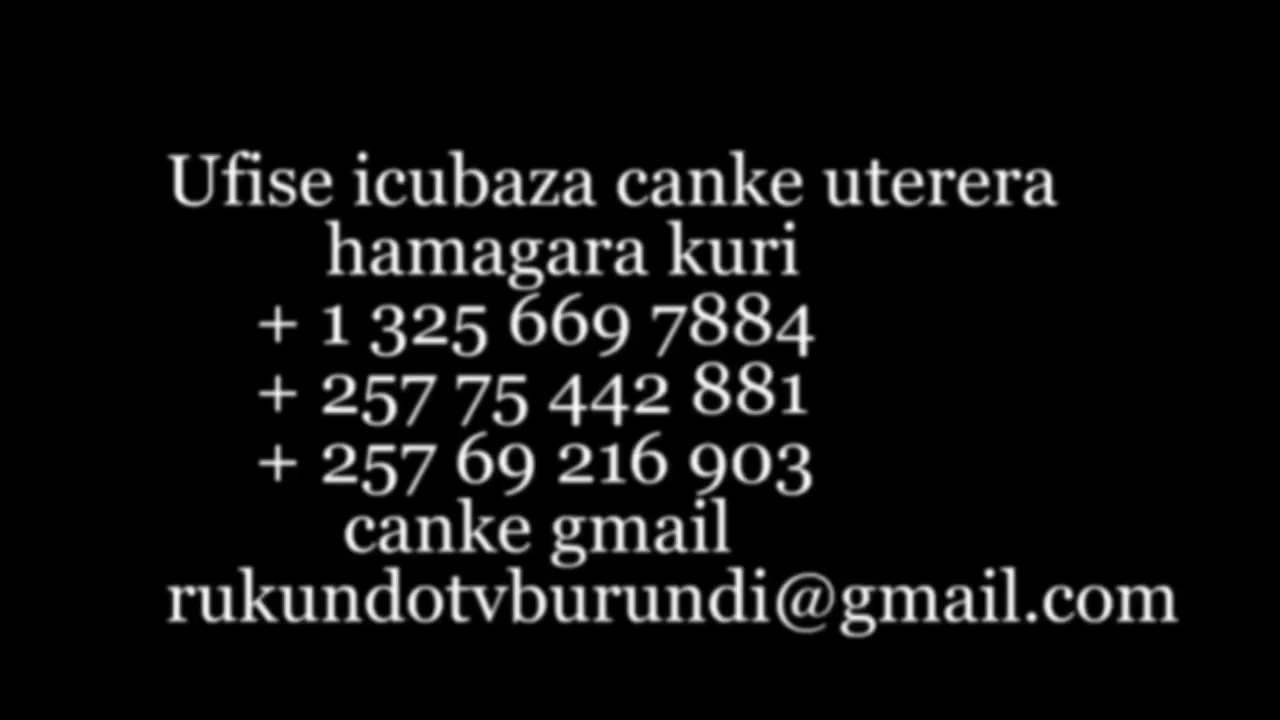 Ufise icubaza canke uterera
hamagara kuri
+ 1 325 669 7884
+ 257 75 442 881
+ 257 69 216 903
canke gmail
rukundotvburundi@gmail.com